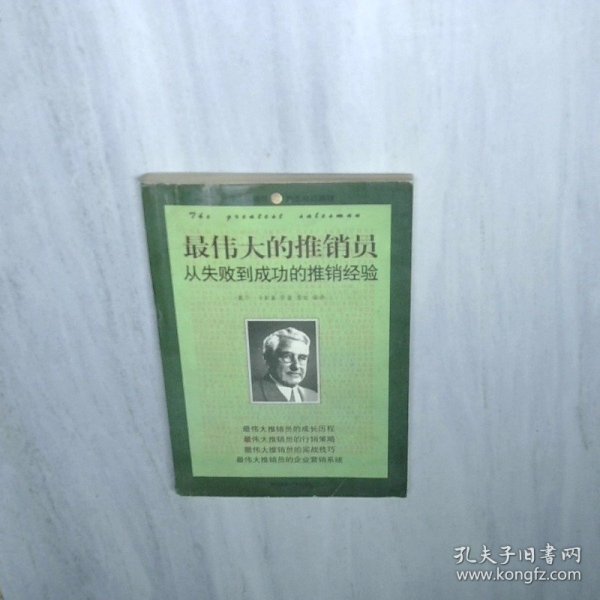 The greatest salesman
最伟大的推销员
从失败到成功的推销经验
最伟大推销员的成长历程
最伟大推销员的行销策略
最伟大推销员的实战技巧
最伟大推销员的企业营销系统
孔夫子旧书网
www.kongfz.com